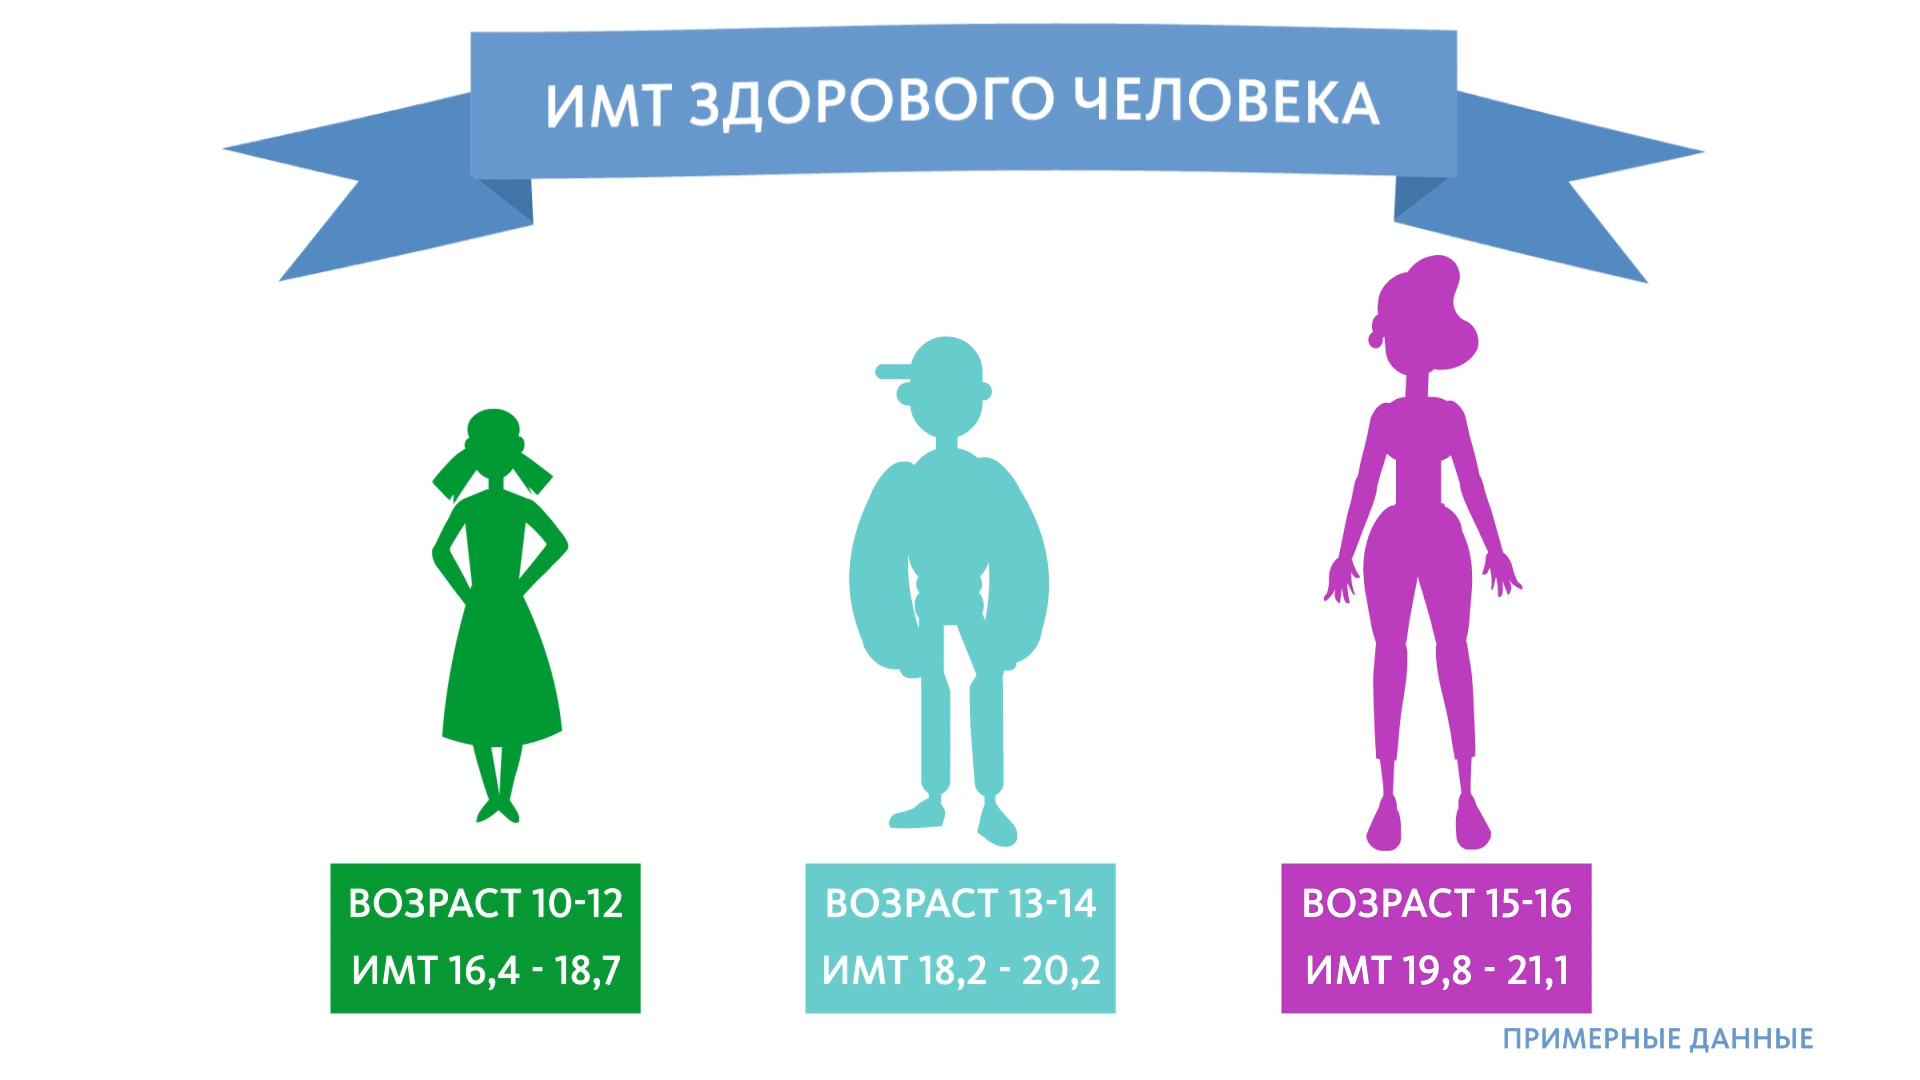 ИМТ ЗДОРОВОГО ЧЕЛОВЕКА
ВОЗРАСТ 10-12
ИМТ 16,4 - 18,7
ВОЗРАСТ 13-14
ИМТ 18,2 - 20,2
ВОЗРАСТ 15-16
ИМТ 19,8 - 21,1
ПРИМЕРНЫЕ ДАННЫЕ